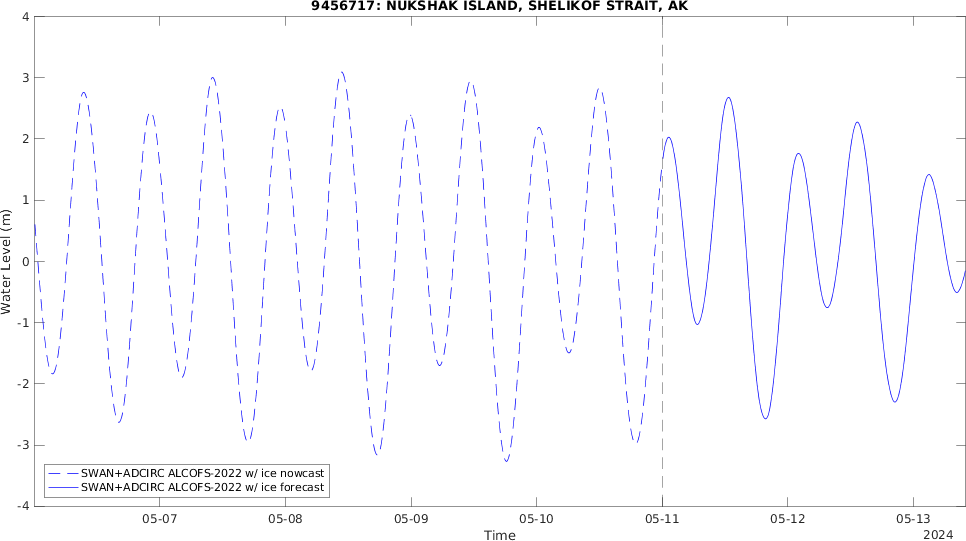 9456717: NUKSHAK ISLAND, SHELIKOF STRAIT, AK
4
3
2
1
0
-1
-2
-3
-4
Water Level (m)
SWAN+ADCIRC ALCOFS-2022 w/ ice nowcast
SWAN+ADCIRC ALCOFS-2022 w/ ice forecast
05-07 05-08 05-09 05-10 05-11 05-12 05-13
Time
2024